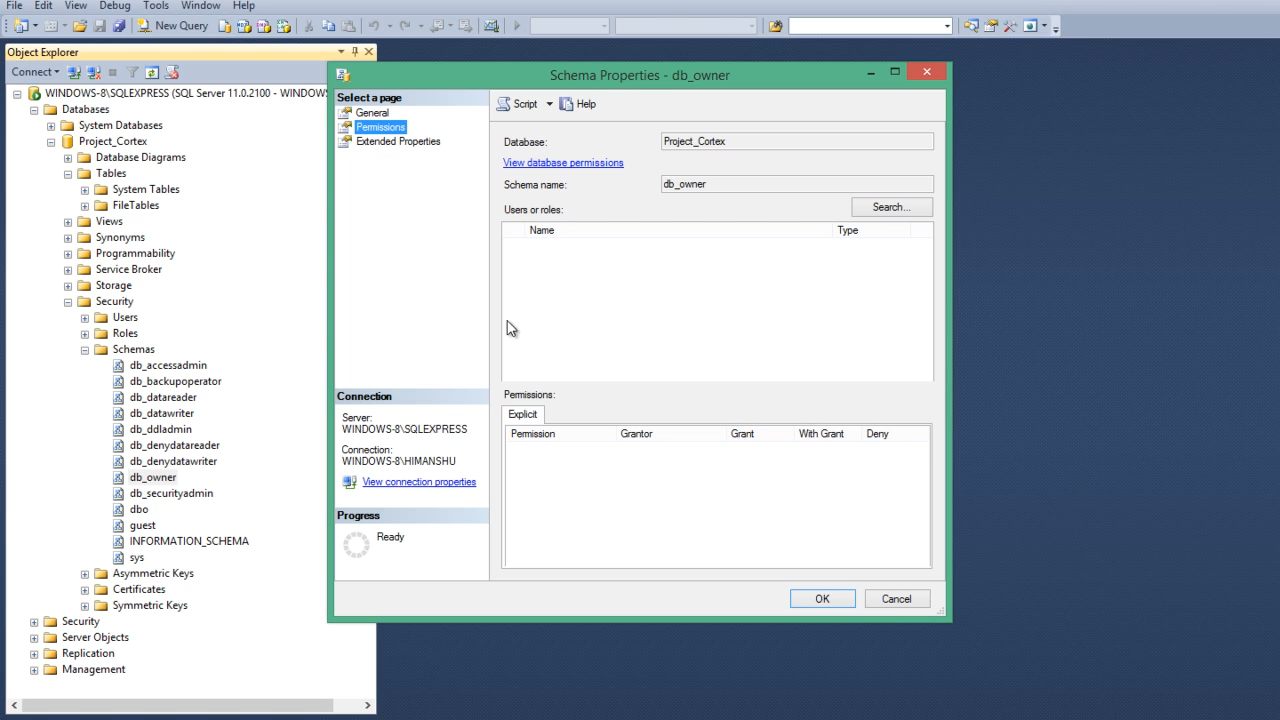 File Edit View Debug Tools Window Help
New Query
Object Explorer
Connect
WINDOWS-8\SQLEXPRESS (SQL Server 11.0.2100 - WINDOW
Databases
System Databases
Project_Cortex
Database Diagrams
Tables
System Tables
FileTables
Views
Synonyms
Programmability
Service Broker
Storage
Security
Users
Roles
Schemas
db_accessadmin
db_backupoperator
db_datareader
db_datawriter
db_ddladmin
db_denydatareader
db_denydatawriter
db_owner
db_securityadmin
dbo
guest
INFORMATION_SCHEMA
sys
Asymmetric Keys
Certificates
Symmetric Keys
Security
Server Objects
Replication
Management
Schema Properties - db_owner
Select a page
General
Permissions
Extended Properties
Connection
Server:
WINDOWS-8\SQLEXPRESS
Connection:
WINDOWS-8\HIMANSHU
View connection properties
Progress
Ready
Script Help
Database: Project_Cortex
View database permissions
Schema name: db_owner
Users or roles: Search...
Name Type
Permissions:
Explicit
Permission Grantor Grant With Grant Deny
OK Cancel